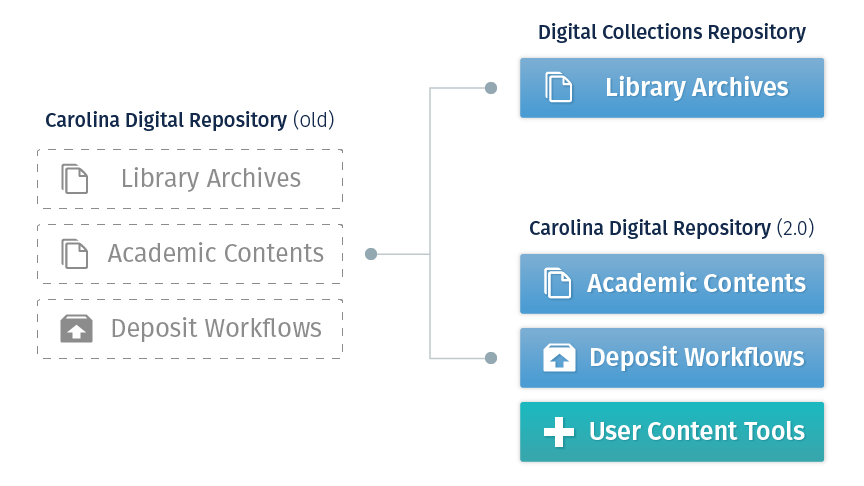 Carolina Digital Repository (old)
Library Archives
Academic Contents
Deposit Workflows
Digital Collections Repository
Library Archives
Carolina Digital Repository (2.0)
Academic Contents
Deposit Workflows
User Content Tools